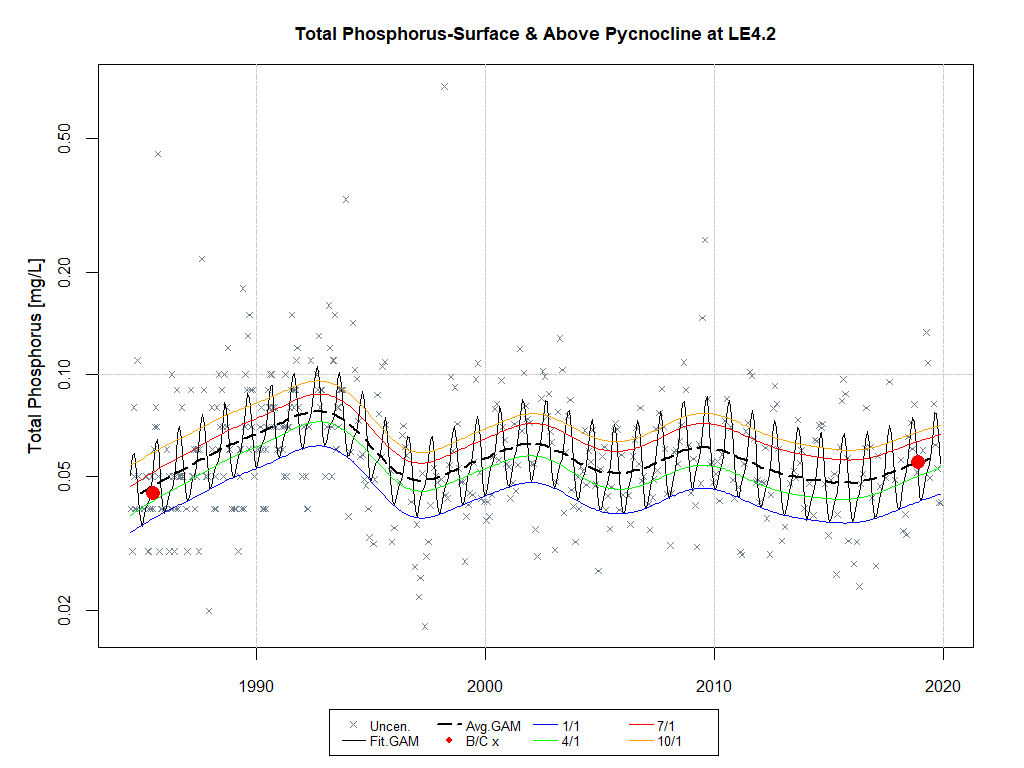 Total Phosphorus-Surface & Above Pycnocline at LE4.2
Total Phosphorus [mg/L]
0.50
0.20
0.10
0.05
0.02
1990 2000 2010 2020
Uncen. Avg.GAM 1/1 7/1
Fit.GAM B/C x 4/1 10/1